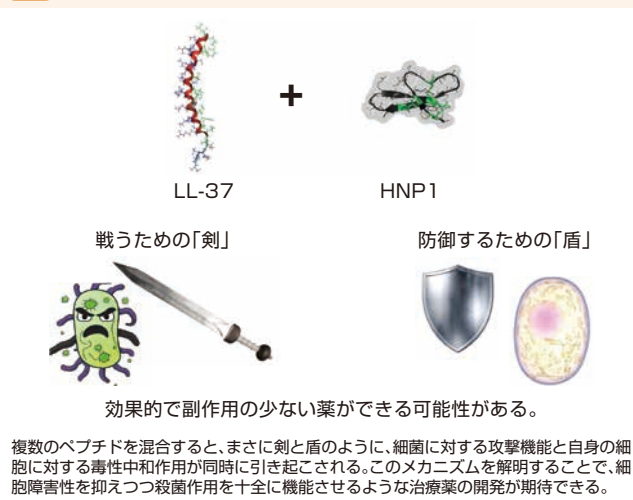 +
LL-37 HNP1
戦うための「剣」 防御するための「盾」
効果的で副作用の少ない薬ができる可能性がある。
複数のペプチドを混合すると、まさに剣と盾のように、細菌に対する攻撃機能と自身の細
胞に対する毒性中和作用が同時に引き起こされる。このメカニズムを解明することで、細
胞障害性を抑えつつ殺菌作用を十全に機能させるような治療薬の開発が期待できる。